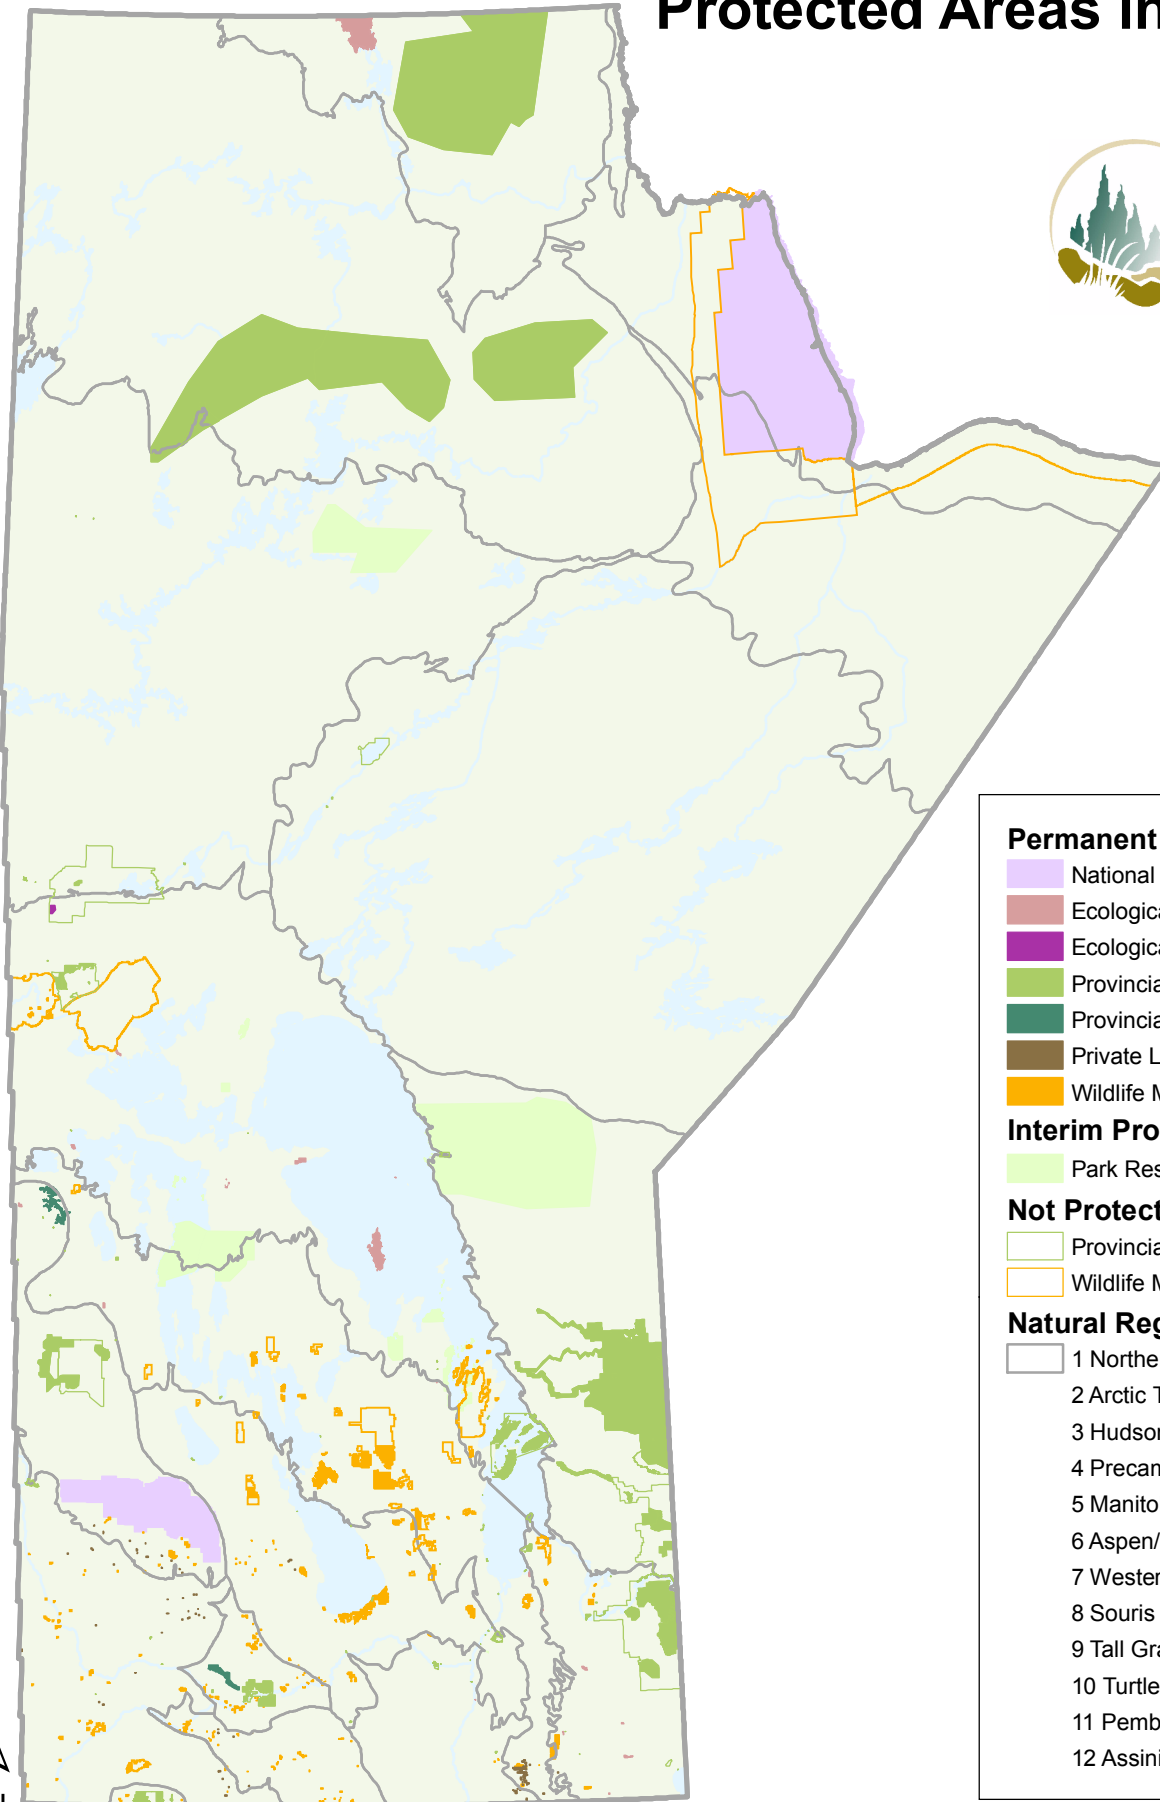 Protected Areas in
Permanent
National
Ecologica
Ecologica
Provincia
Provincia
Private L
Wildlife M
Interim Pro
Park Res
Not Protect
Provincia
Wildlife M
Natural Reg
1 Northe
2 Arctic T
3 Hudson
4 Precam
5 Manito
6 Aspen/
7 Wester
8 Souris
9 Tall Gra
10 Turtle
11 Pemb
12 Assini